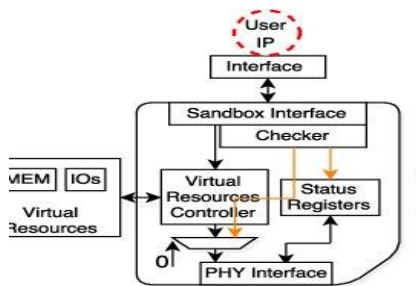 User
IP
Interface
Sandbox Interface
Checker
MEM
IOs
Virtual
Resources
Virtual
Resources
Controller
Status
Registers
0
PHY Interface